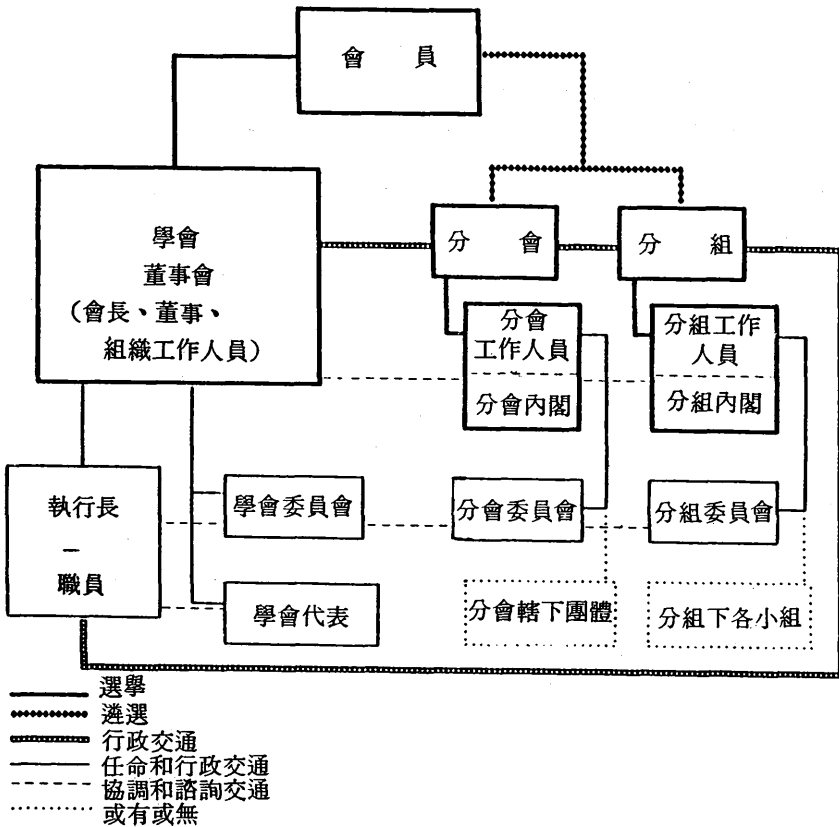 會 員
學會
董事會
（會長、董事、
組織工作人員）
分 會
分 組
分會
工作人員
分會內閣
分組工作
人員
分組內閣
執行長
—
職員
學會委員會
分會委員會
分組委員會
學會代表
分會轄下團體
分組下各小組
選舉
遴選
行政交通
任命和行政交通
協調和諮詢交通
或有或無